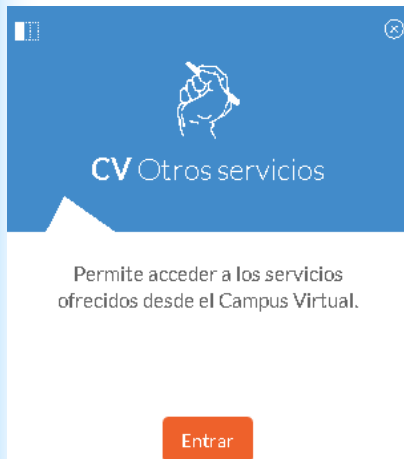 CV Otros servicios
Permite acceder a los servicios
ofrecidos desde el Campus Virtual.
Entrar